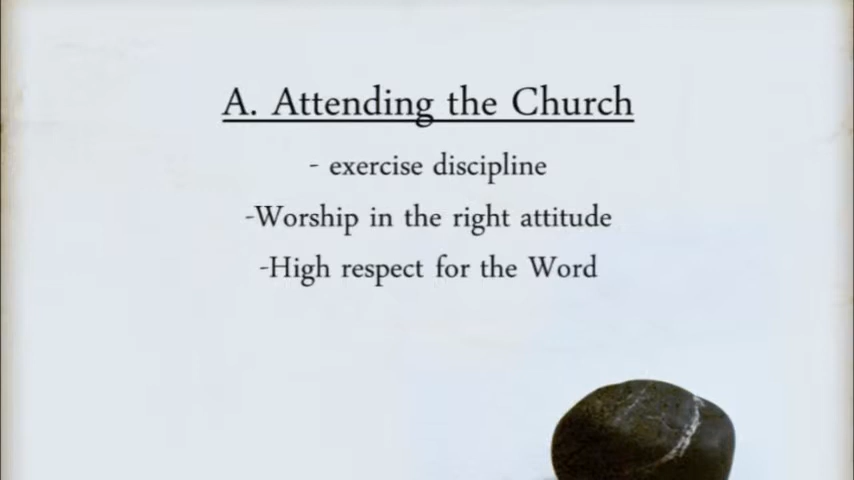 A. Attending the Church
- exercise discipline
-Worship in the right attitude
-High respect for the Word